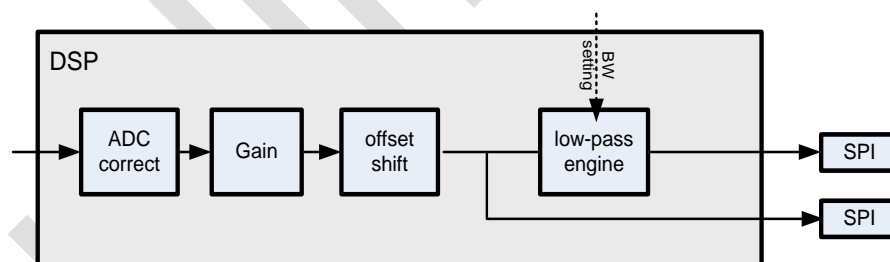 DSP
BW
setting
ADC
correct
Gain
offset
shift
low-pass
engine
SPI
SPI